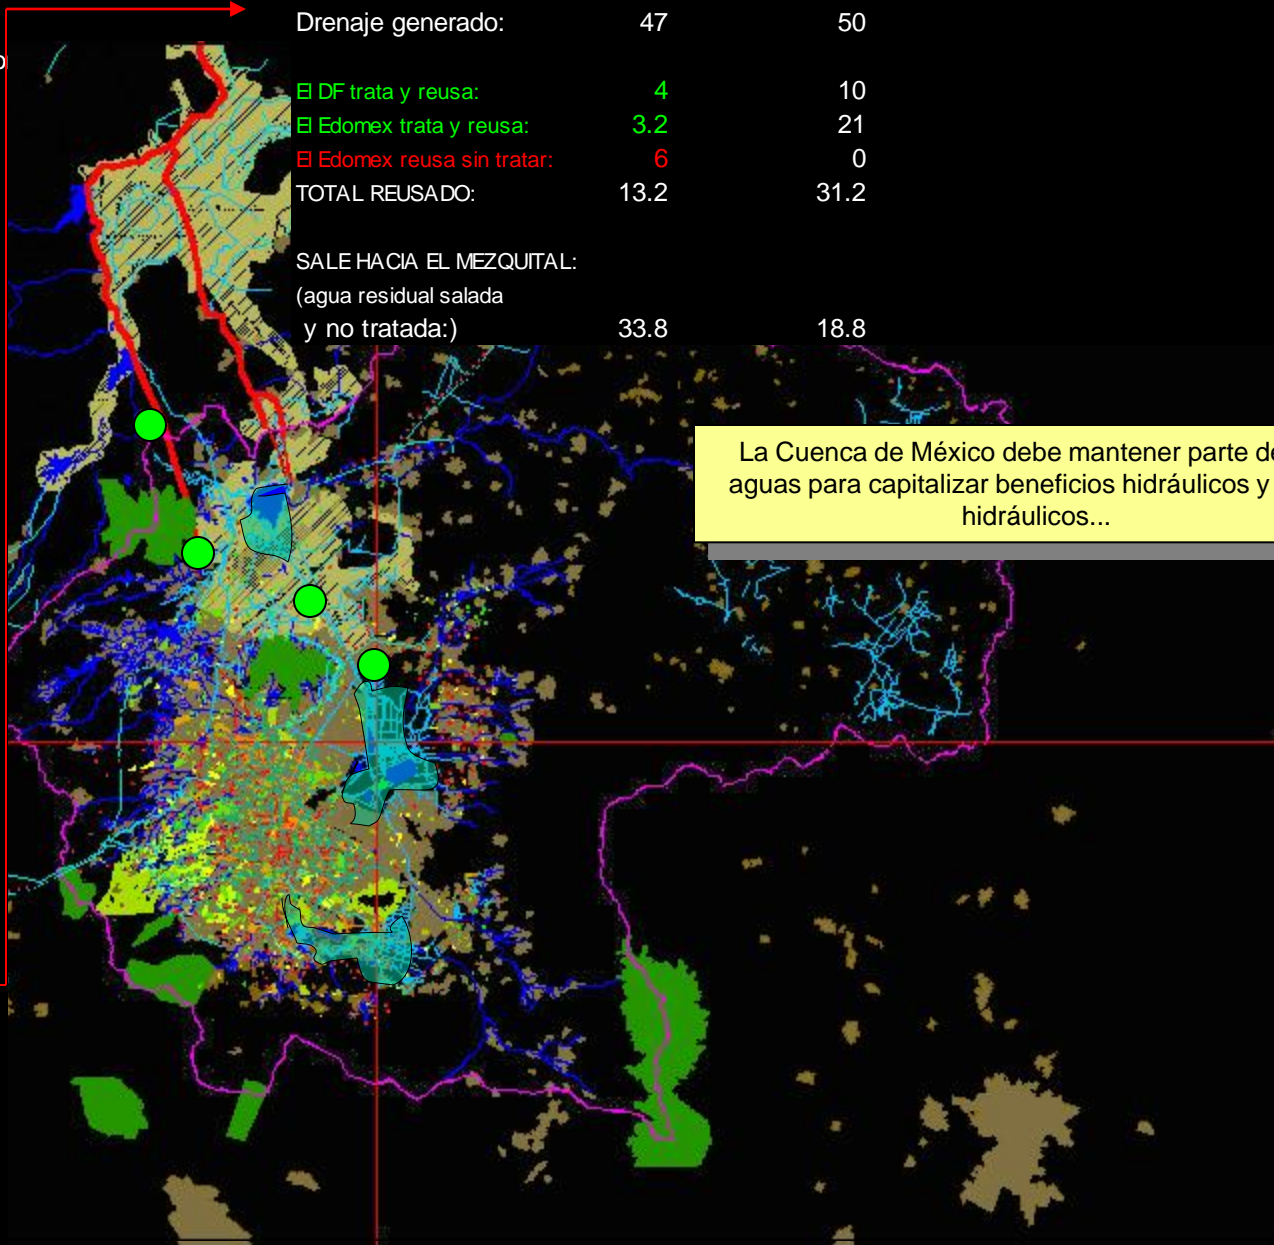 Drenaje generado: 47 50
El DF trata y reusa: 4 10
El Edomex trata y reusa: 3.2 21
El Edomex reusa sin tratar: 6 0
TOTAL REUSADO: 13.2 31.2
SALE HACIA EL MEZQUITAL:
(agua residual salada
y no tratada:) 33.8 18.8
La Cuenca de México debe mantener parte de
aguas para capitalizar beneficios hidráulicos y
hidráulicos...